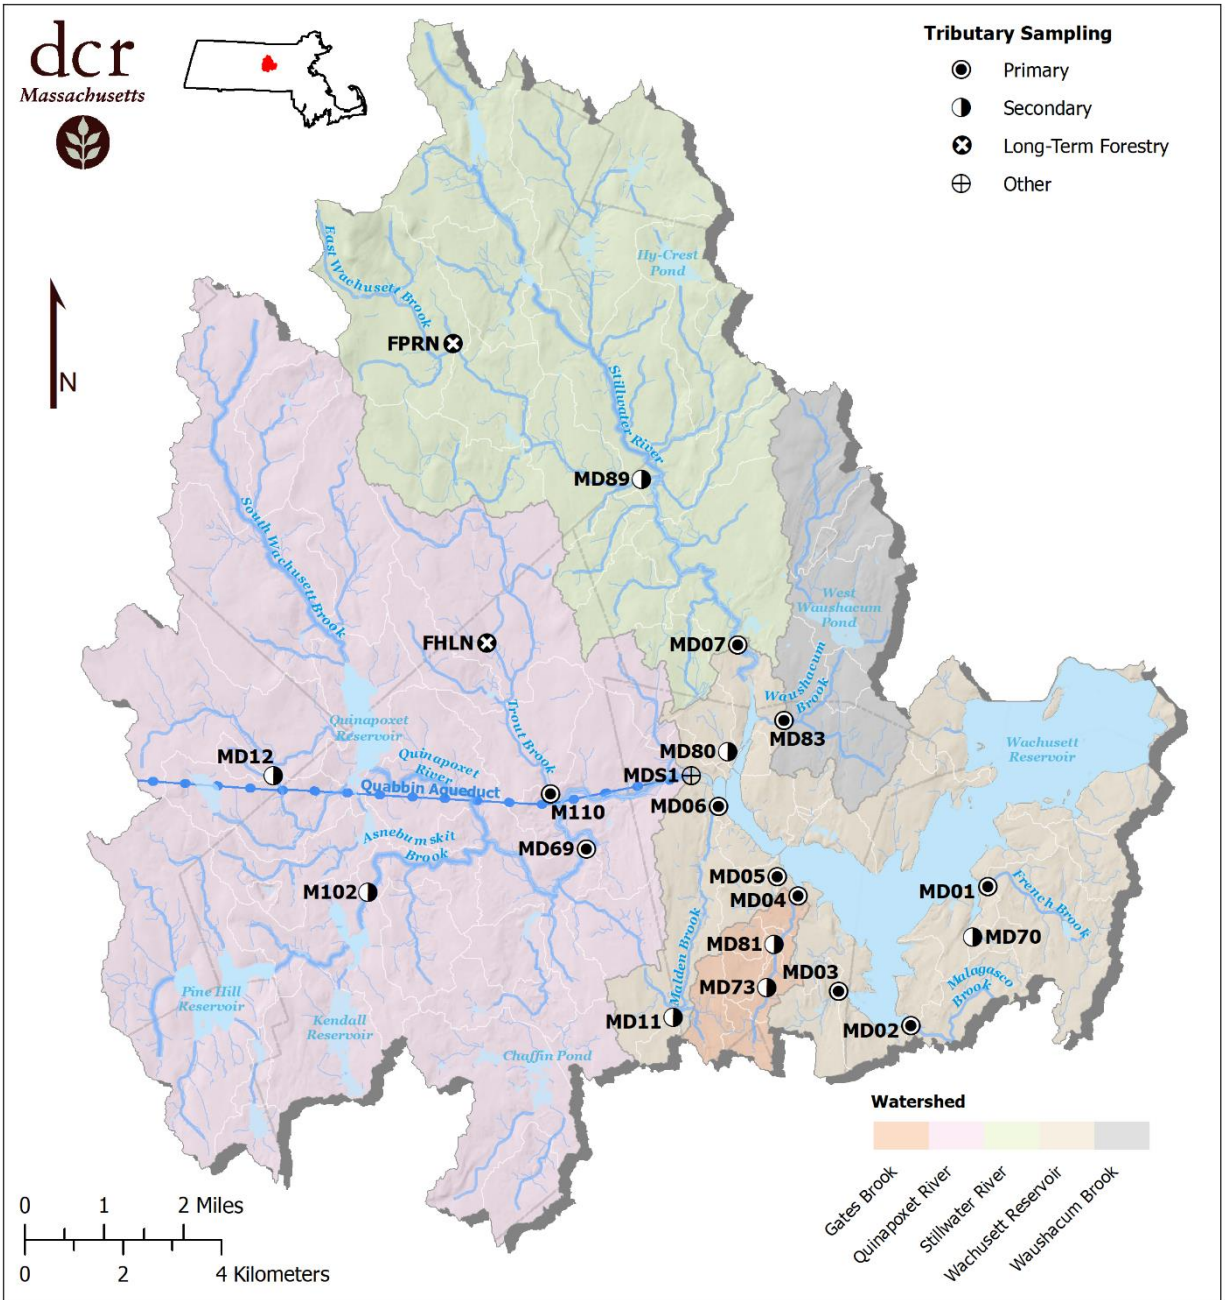 dcr
Massachusetts
Tributary Sampling
Primary
Secondary
Long-Term Forestry
Other
N
Hy-Crest
Pond
East Wachusett Brook
FPRN
Stillwater River
MD89
South Wachusett Brook
West
Waushacum
Pond
FHLN
MD07
Waushacum
Brook
Trout Brook
MD83
Quinapoxet
Reservoir
Wachusett
Reservoir
MD80
MD12
Quinapoxet
River
MDS1
Quabbin Aqueduct
M110
MD06
Asnebumskit
Brook
MD69
MD05
MD04
M102
MD01
French Brook
MD81
MD70
Malden Brook
MD03
MD73
Malagasco
Brook
Pine Hill
Reservoir
MD11
MD02
Kendall
Reservoir
Chaffin Pond
Watershed
Gates Brook
Quinapoxet River
Stillwater River
Wachusett Reservoir
Waushacum Brook
0 1 2 Miles
0 2 4 Kilometers